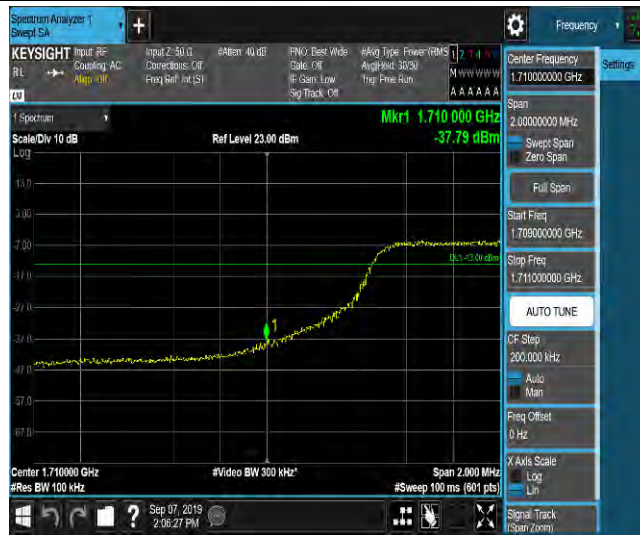 Spectrum Analyzer 1
Swept SA
Frequency
KEYSIGHT
Input: RF
Coupling: AC
Align: Off
Input Z: 50 Ω
Corrections: Off
Freq Ref: Int (S)
#Atten: 40 dB
PNO: Best Wide
Gate: Off
IF Gain: Low
Sig Track: Off
#Avg Type: Power (RMS
Avg|Hold: 30/30
Trig: Free Run
M W W W W W
A A A A A A
RL
LXI
1 Spectrum
Scale/Div 10 dB
Ref Level 23.00 dBm
Mkr1 1.710 000 GHz
-37.79 dBm
Log
13.0
3.00
-7.00
DL1 -13.00 dBm
-17.0
-27.0
-37.0
-47.0
-57.0
-67.0
1
Center 1.710000 GHz
#Video BW 300 kHz*
Span 2.000 MHz
#Res BW 100 kHz
#Sweep 100 ms (601 pts)
Sep 07, 2019
2:06:27 PM
Settings
Center Frequency
1.710000000 GHz
Span
2.00000000 MHz
Swept Span
Zero Span
Full Span
Start Freq
1.709000000 GHz
Stop Freq
1.711000000 GHz
AUTO TUNE
CF Step
200.000 kHz
Auto
Man
Freq Offset
0 Hz
X Axis Scale
Log
Lin
Signal Track
(Span Zoom)